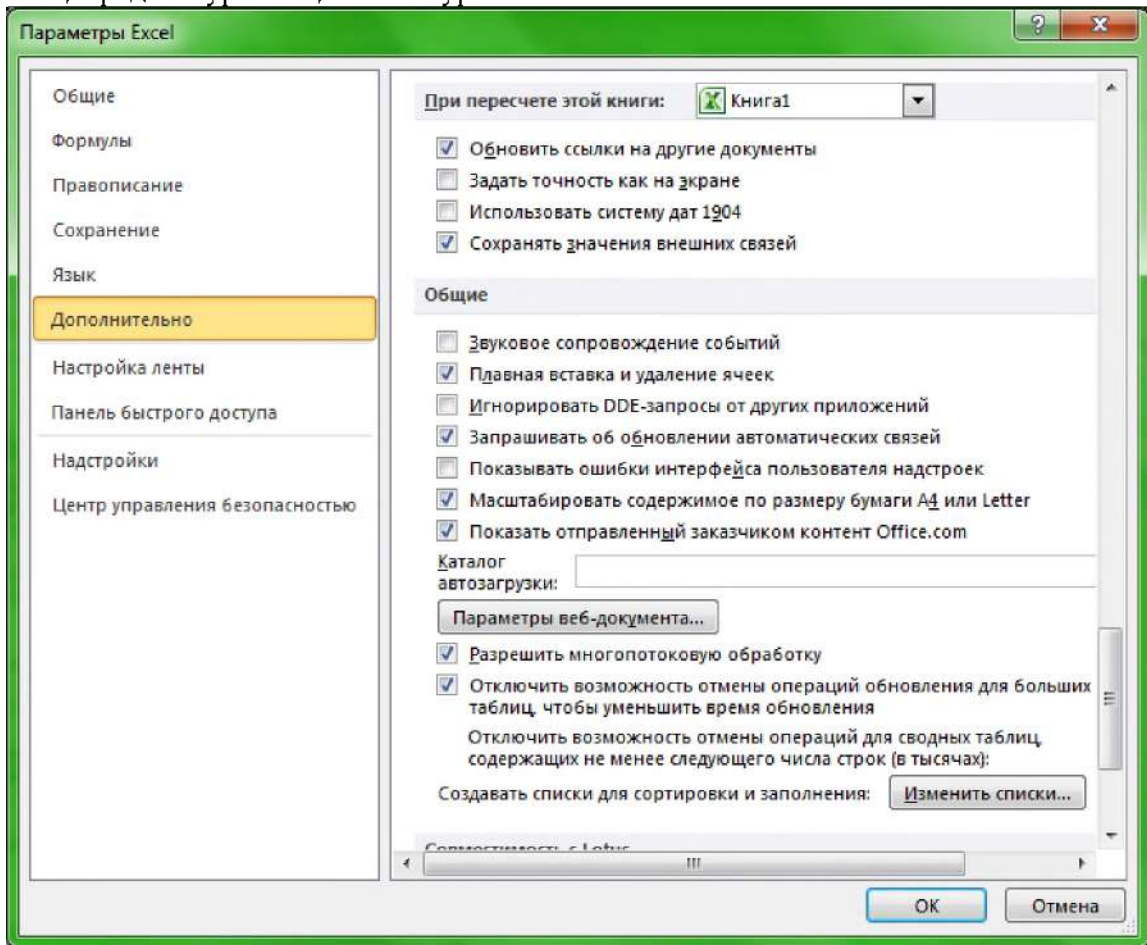 Параметры Excel
Общие
Формулы
Правописание
Сохранение
Язык
Дополнительно
Настройка ленты
Панель быстрого доступа
Надстройки
Центр управления безопасностью
При пересчете этой книги: Книга1
Обновить ссылки на другие документы
Задать точность как на экране
Использовать систему дат 1904
Сохранять значения внешних связей
Общие
Звуковое сопровождение событий
Плавная вставка и удаление ячеек
Игнорировать DDE-запросы от других приложений
Запрашивать об обновлении автоматических связей
Показывать ошибки интерфейса пользователя надстроек
Масштабировать содержимое по размеру бумаги A4 или Letter
Показать отправленный заказчиком контент Office.com
Каталог
автозагрузки:
Параметры веб-документа...
Разрешить многопотоковую обработку
Отключить возможность отмены операций обновления для больших
таблиц, чтобы уменьшить время обновления
Отключить возможность отмены операций для сводных таблиц,
содержащих не менее следующего числа строк (в тысячах):
Создавать списки для сортировки и заполнения: Изменить списки...
Совместимость с Lotus
ОК Отмена